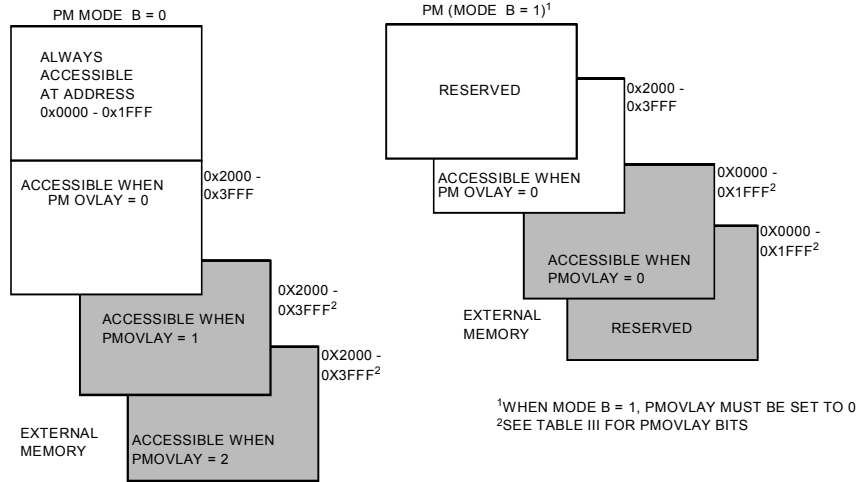 PM MODE B = 0
ALWAYS
ACCESSIBLE
AT ADDRESS
0x0000 - 0x1FFF
ACCESSIBLE WHEN
PM OVLAY = 0
0x2000 -
0x3FFF
ACCESSIBLE WHEN
PMOVLAY = 1
0X2000 -
0X3FFF²
ACCESSIBLE WHEN
PMOVLAY = 2
0X2000 -
0X3FFF²
EXTERNAL
MEMORY
PM (MODE B = 1)¹
RESERVED
0x2000 -
0x3FFF
ACCESSIBLE WHEN
PM OVLAY = 0
0X0000 -
0X1FFF²
ACCESSIBLE WHEN
PMOVLAY = 0
0X0000 -
0X1FFF²
RESERVED
EXTERNAL
MEMORY
¹WHEN MODE B = 1, PMOVLAY MUST BE SET TO 0
²SEE TABLE III FOR PMOVLAY BITS